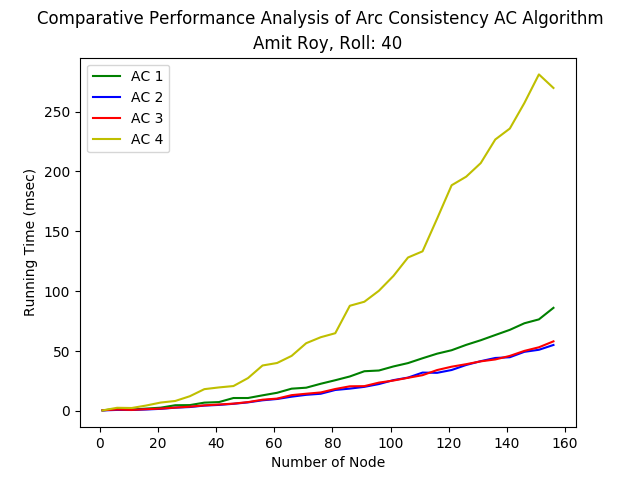 Comparative Performance Analysis of Arc Consistency AC Algorithm
Amit Roy, Roll: 40
AC 1
AC 2
AC 3
AC 4
Running Time (msec)
250
200
150
100
50
0
0 20 40 60 80 100 120 140 160
Number of Node